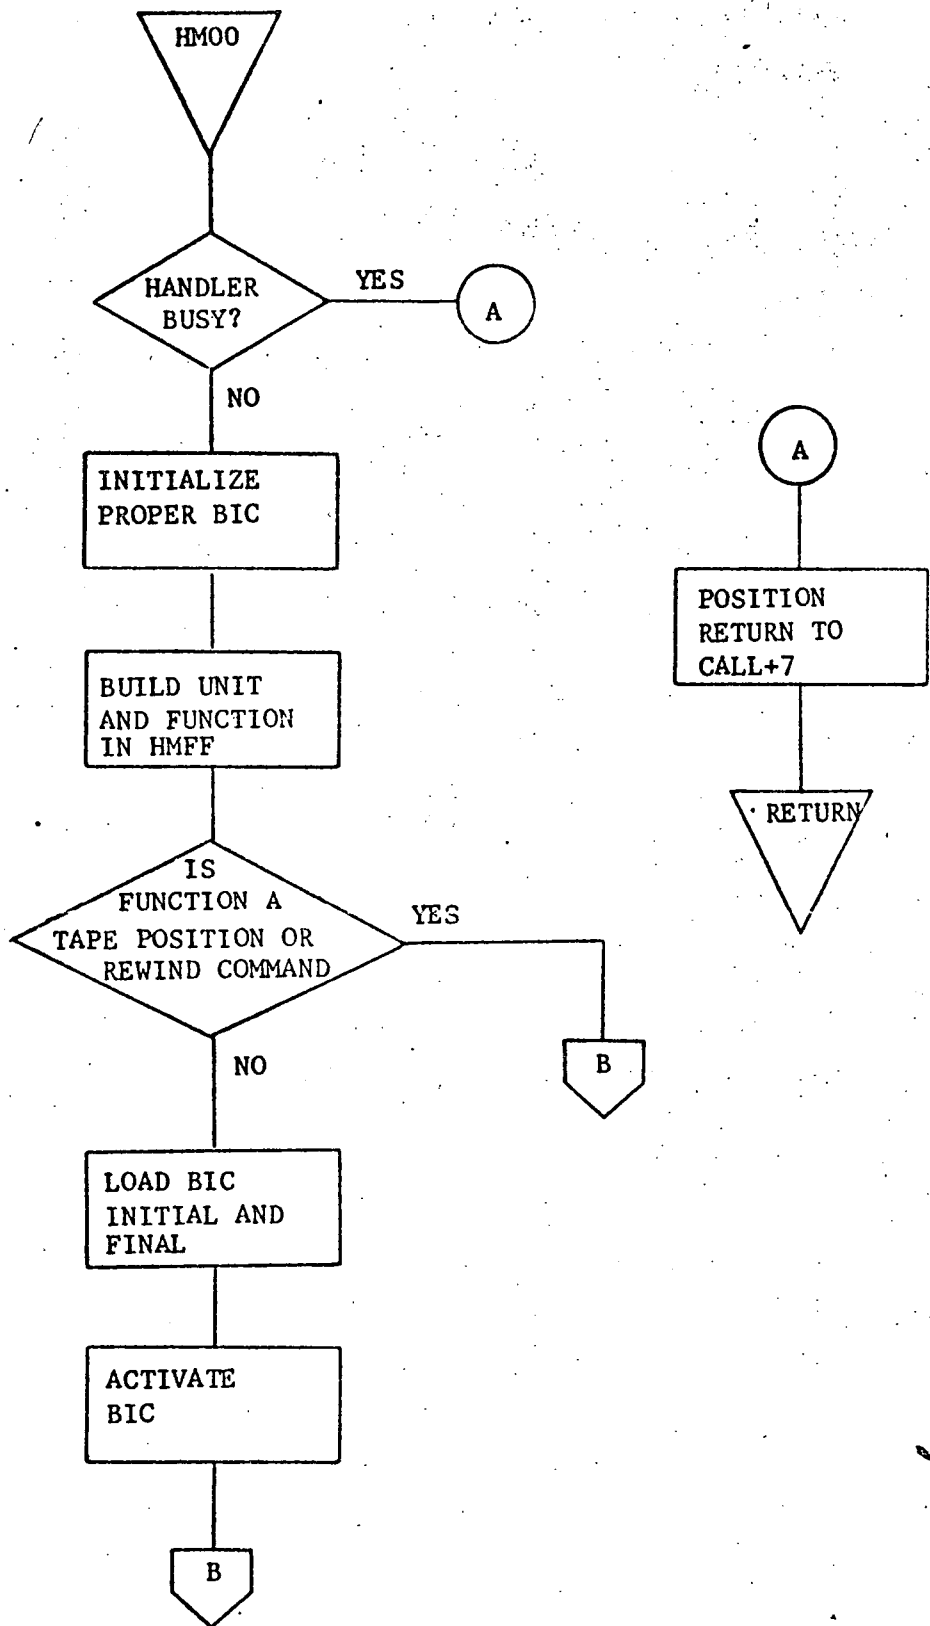 HM00
HANDLER
BUSY?
YES
A
NO
INITIALIZE
PROPER BIC
BUILD UNIT
AND FUNCTION
IN HMFF
IS
FUNCTION A
TAPE POSITION OR
REWIND COMMAND
YES
B
NO
LOAD BIC
INITIAL AND
FINAL
ACTIVATE
BIC
B
A
POSITION
RETURN TO
CALL+7
RETURN